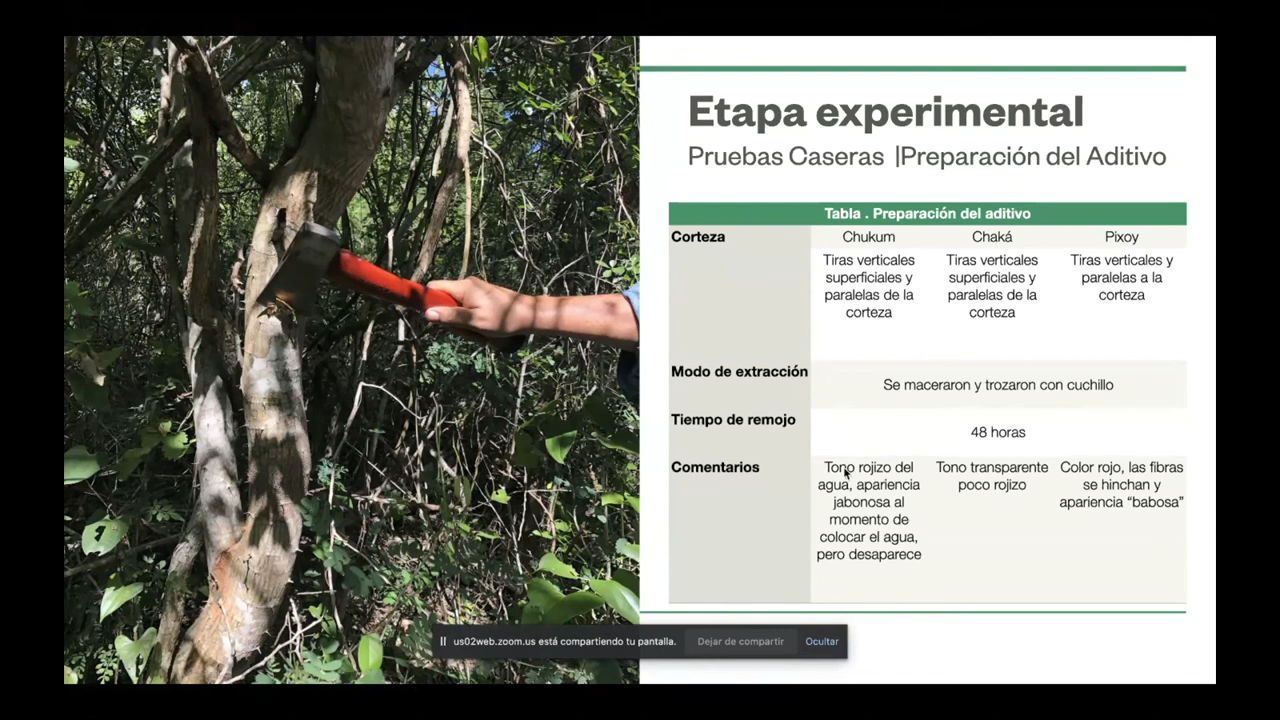 Etapa experimental
Pruebas Caseras |Preparación del Aditivo
Tabla . Preparación del aditivo
Corteza
Chukum
Chaká
Pixoy
Tiras verticales
superficiales y
paralelas de la
corteza
Tiras verticales
superficiales y
paralelas de la
corteza
Tiras verticales y
paralelas a la
corteza
Modo de extracción
Se maceraron y trozaron con cuchillo
Tiempo de remojo
48 horas
Comentarios
Tono rojizo del
agua, apariencia
jabonosa al
momento de
colocar el agua,
pero desaparece
Tono transparente
poco rojizo
Color rojo, las fibras
se hinchan y
apariencia “babosa”
us02web.zoom.us está compartiendo tu pantalla.
Dejar de compartir
Ocultar